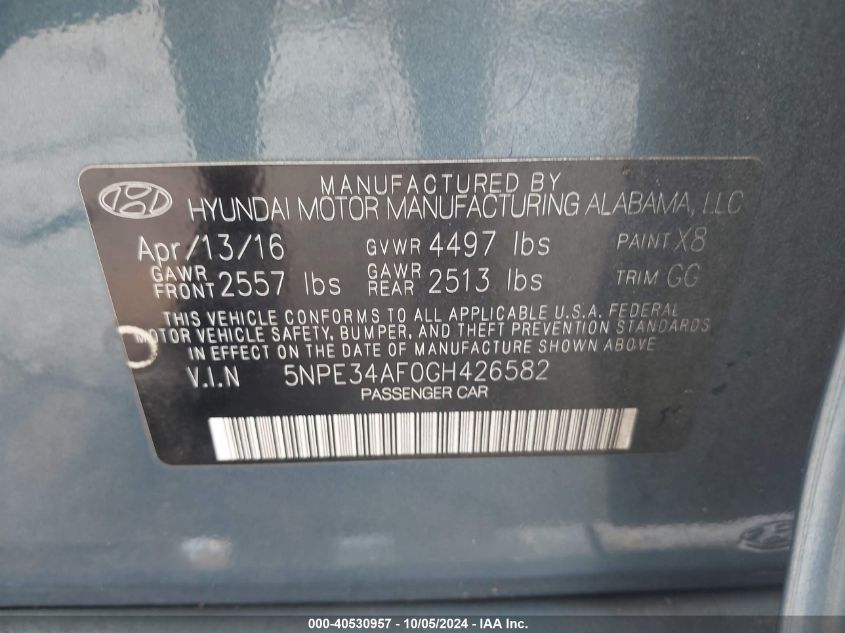 MANUFACTURED BY
HYUNDAI MOTOR MANUFACTURING ALABAMA, LLC
Apr/13/16 GVWR 4497 lbs PAINT X8
GAWR FRONT 2557 lbs GAWR REAR 2513 lbs TRIM GG
THIS VEHICLE CONFORMS TO ALL APPLICABLE U.S.A. FEDERAL
MOTOR VEHICLE SAFETY, BUMPER, AND THEFT PREVENTION STANDARDS
IN EFFECT ON THE DATE OF MANUFACTURE SHOWN ABOVE
V.I.N 5NPE34AF0GH426582
PASSENGER CAR
000-40530957 - 10/05/2024 - IAA Inc.